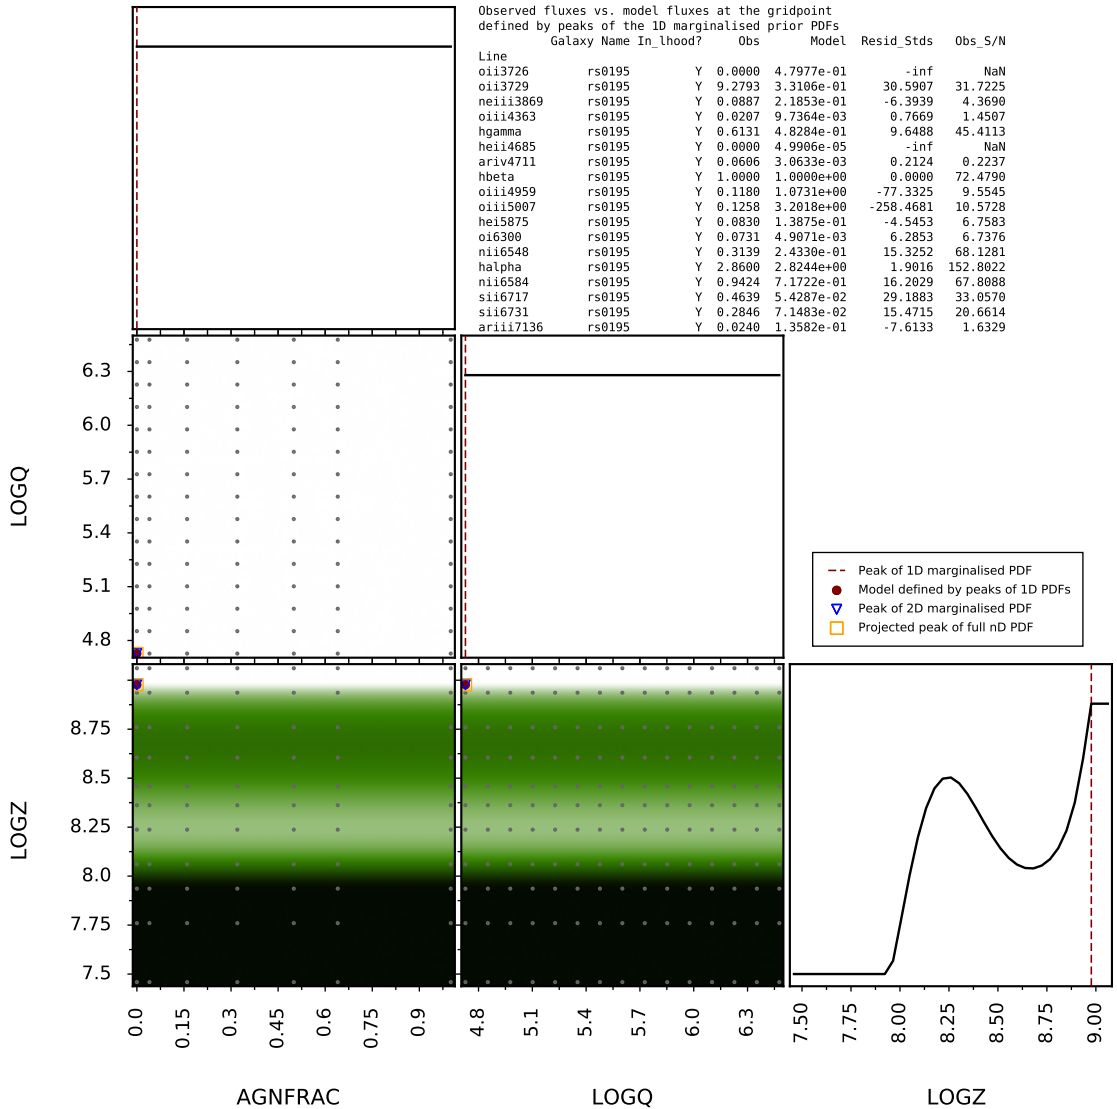 Observed fluxes vs. model fluxes at the gridpoint
defined by peaks of the 1D marginalised prior PDFs
Galaxy Name In_lhood? Obs Model Resid_Stds Obs_S/N
Line
oii3726 rs0195 Y 0.0000 4.7977e-01 -inf NaN
oii3729 rs0195 Y 9.2793 3.3106e-01 30.5907 31.7225
neiii3869 rs0195 Y 0.0887 2.1853e-01 -6.3939 4.3690
oiii4363 rs0195 Y 0.0207 9.7364e-03 0.7669 1.4507
hgamma rs0195 Y 0.6131 4.8284e-01 9.6488 45.4113
heii4685 rs0195 Y 0.0000 4.9906e-05 -inf NaN
ariv4711 rs0195 Y 0.0606 3.0633e-03 0.2124 0.2237
hbeta rs0195 Y 1.0000 1.0000e+00 0.0000 72.4790
oiii4959 rs0195 Y 0.1180 1.0731e+00 -77.3325 9.5545
oiii5007 rs0195 Y 0.1258 3.2018e+00 -258.4681 10.5728
hei5875 rs0195 Y 0.0830 1.3875e-01 -4.5453 6.7583
oi6300 rs0195 Y 0.0731 4.9071e-03 6.2853 6.7376
nii6548 rs0195 Y 0.3139 2.4330e-01 15.3252 68.1281
halpha rs0195 Y 2.8600 2.8244e+00 1.9016 152.8022
nii6584 rs0195 Y 0.9424 7.1722e-01 16.2029 67.8088
sii6717 rs0195 Y 0.4639 5.4287e-02 29.1883 33.0570
sii6731 rs0195 Y 0.2846 7.1483e-02 15.4715 20.6614
ariii7136 rs0195 Y 0.0240 1.3582e-01 -7.6133 1.6329
LOGQ
6.3
6.0
5.7
5.4
5.1
4.8
Peak of 1D marginalised PDF
Model defined by peaks of 1D PDFs
Peak of 2D marginalised PDF
Projected peak of full nD PDF
LOGZ
8.75
8.5
8.25
8.0
7.75
7.5
0.0 0.15 0.3 0.45 0.6 0.75 0.9
4.8 5.1 5.4 5.7 6.0 6.3
7.50 7.75 8.00 8.25 8.50 8.75 9.00
AGNFRAC LOGQ LOGZ